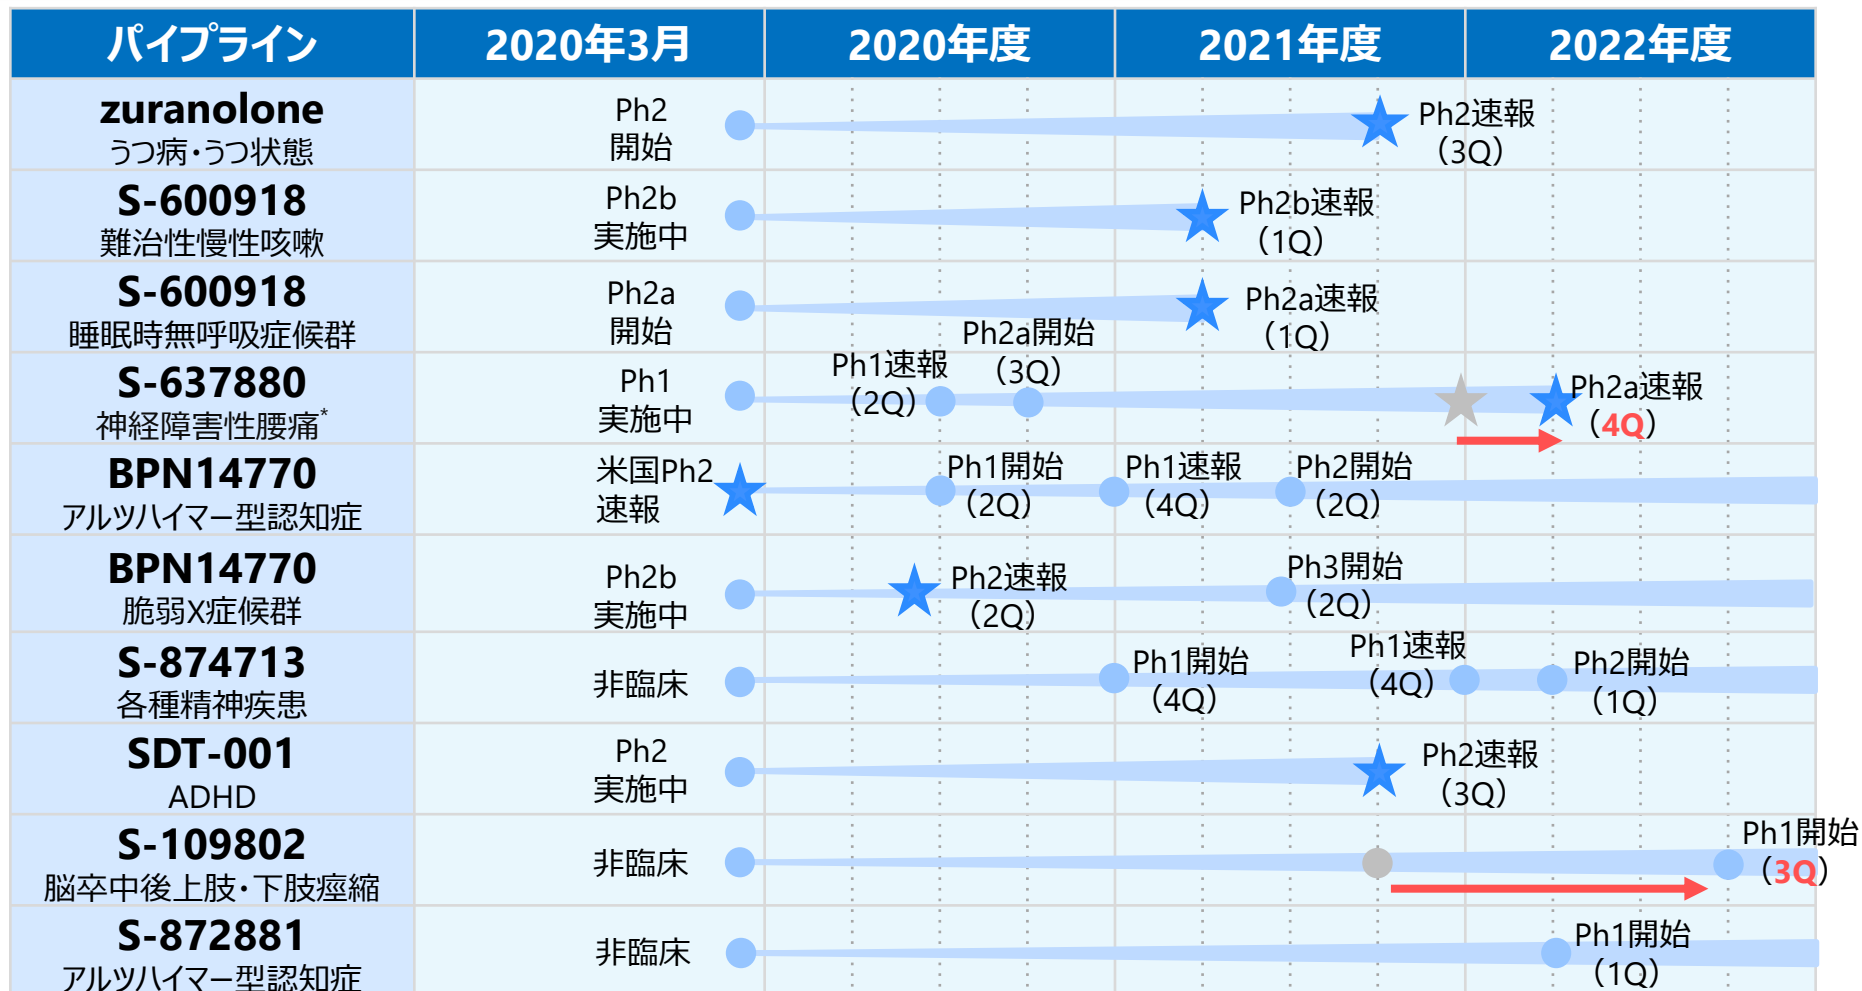 パイプライン 2020年3月 2020年度 2021年度 2022年度
zuranolone
うつ病・うつ状態
Ph2
開始
Ph2速報
（3Q）
S-600918
難治性慢性咳嗽
Ph2b
実施中
Ph2b速報
（1Q）
S-600918
睡眠時無呼吸症候群
Ph2a
開始
Ph2a速報
（1Q）
S-637880
神経障害性腰痛*
Ph1
実施中
Ph1速報
（2Q）
Ph2a開始
（3Q）
Ph2a速報
（4Q）
BPN14770
アルツハイマー型認知症
米国Ph2
速報
Ph1開始
（2Q）
Ph1速報
（4Q）
Ph2開始
（2Q）
BPN14770
脆弱X症候群
Ph2b
実施中
Ph2速報
（2Q）
Ph3開始
（2Q）
S-874713
各種精神疾患
非臨床
Ph1開始
（4Q）
Ph1速報
（4Q）
Ph2開始
（1Q）
SDT-001
ADHD
Ph2
実施中
Ph2速報
（3Q）
S-109802
脳卒中後上肢・下肢痙縮
非臨床
Ph1開始
（3Q）
S-872881
アルツハイマー型認知症
非臨床
Ph1開始
（1Q）